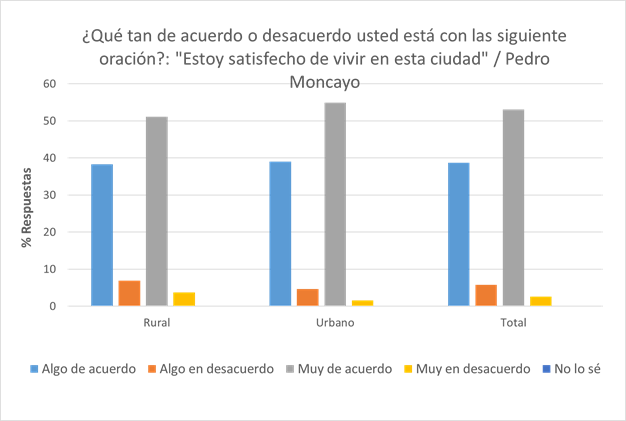 ¿Qué tan de acuerdo o desacuerdo usted está con las siguiente
oración?: "Estoy satisfecho de vivir en esta ciudad" / Pedro
Moncayo
60
50
40
30
20
10
0
% Respuestas
Rural Urbano Total
Algo de acuerdo Algo en desacuerdo Muy de acuerdo Muy en desacuerdo No lo sé